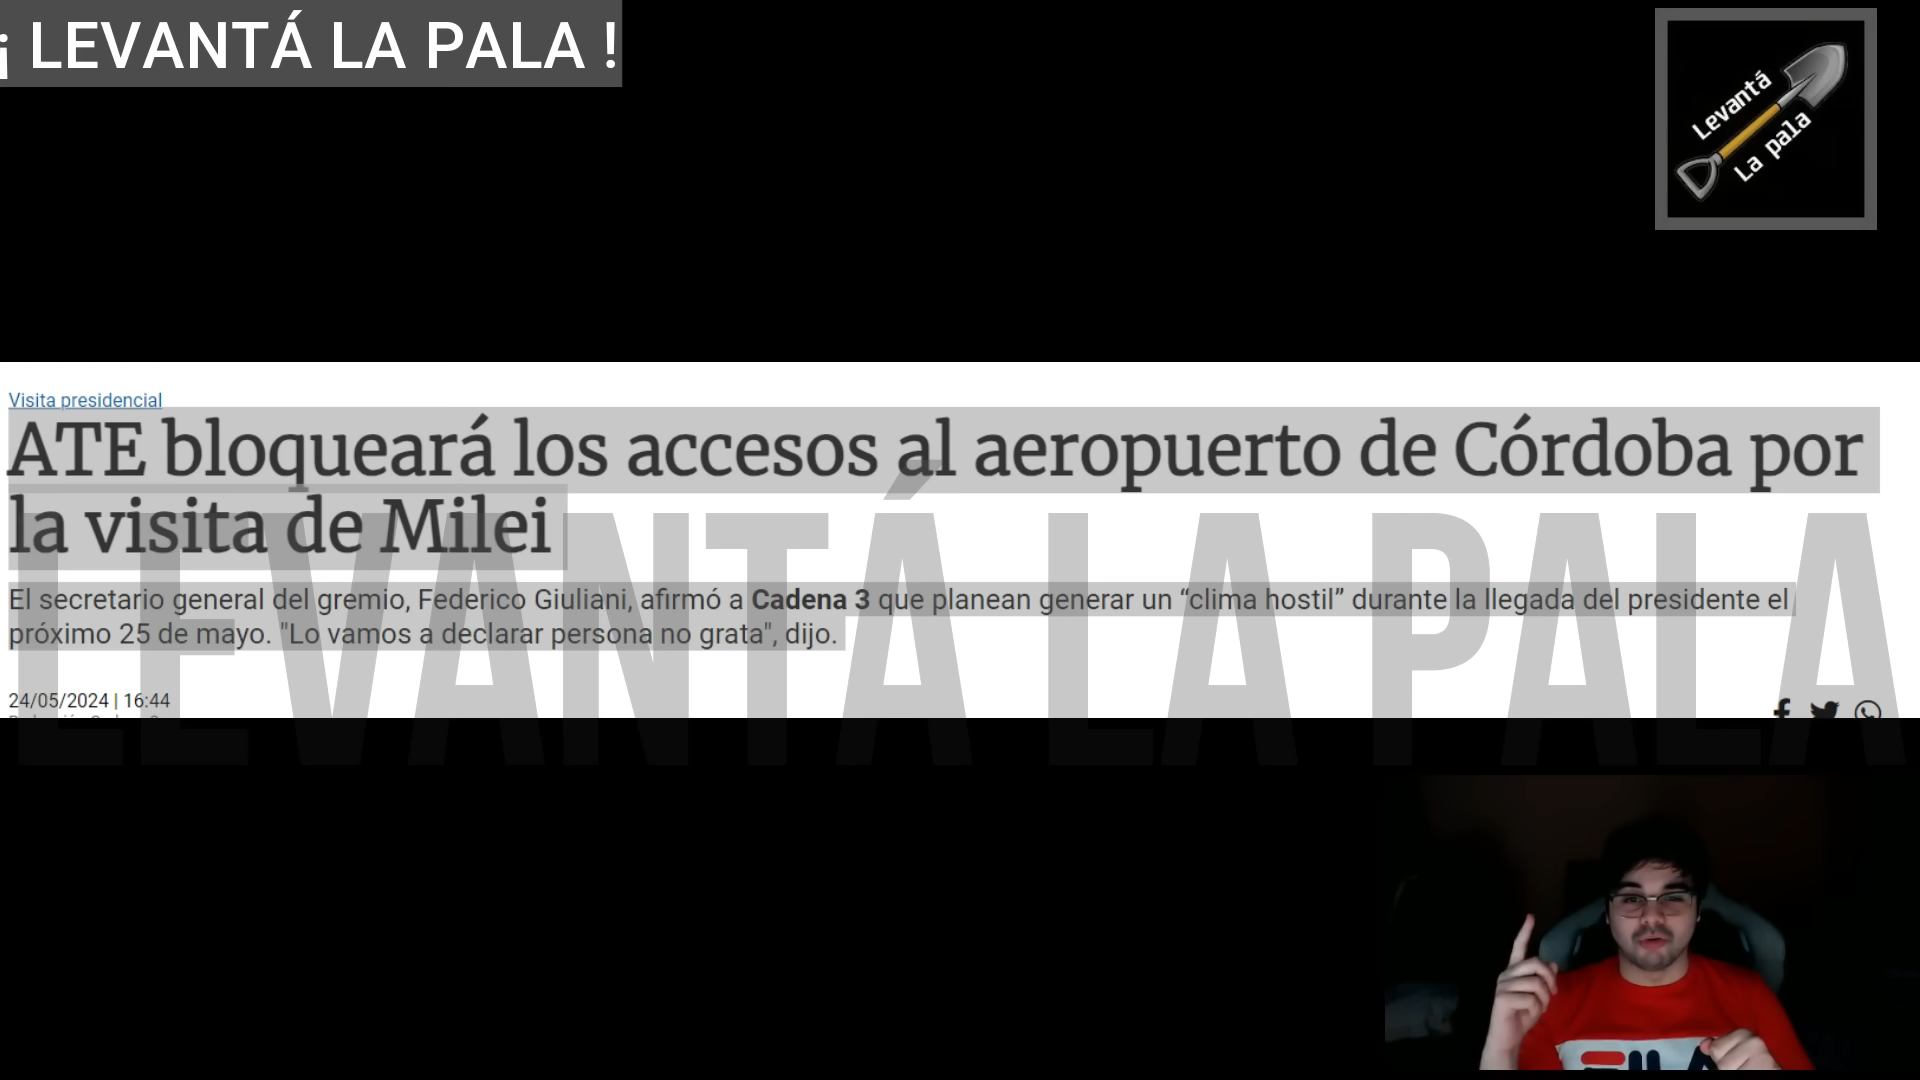 ¡ LEVANTÁ LA PALA !
Levantá
La pala
Visita presidencial
ATE bloqueará los accesos al aeropuerto de Córdoba por
la visita de Milei
El secretario general del gremio, Federico Giuliani, afirmó a Cadena 3 que planean generar un “clima hostil” durante la llegada del presidente el
próximo 25 de mayo. "Lo vamos a declarar persona no grata", dijo.
LEVANTÁ LA PALA
24/05/2024 | 16:44
FILA